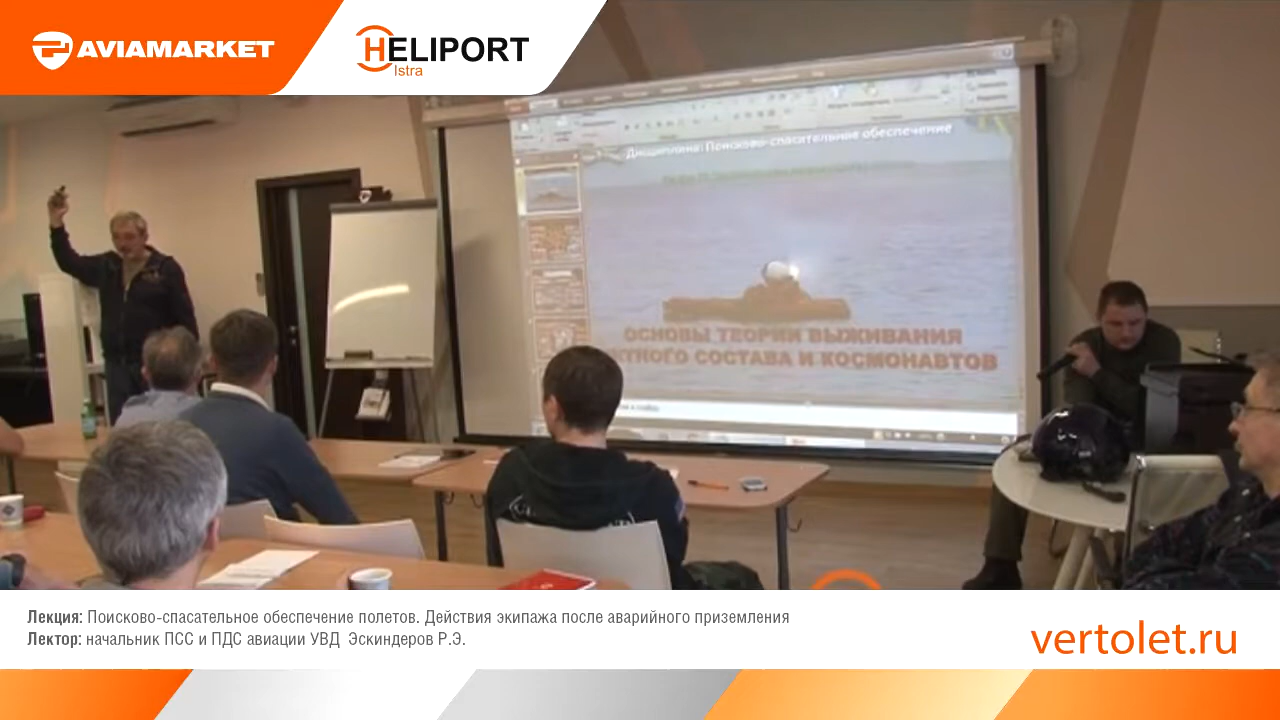 AVIAMARKET
HELIPORT
Istra
Дисциплина: Поисково-спасательное обеспечение
ОСНОВЫ ТЕОРИИ ВЫЖИВАНИЯ
СОСТАВА И КОСМОНАВТОВ
Лекция: Поисково-спасательное обеспечение полетов. Действия экипажа после аварийного приземления
Лектор: начальник ПСС и ПДС авиации УВД Эскиндеров Р.Э.
vertolet.ru